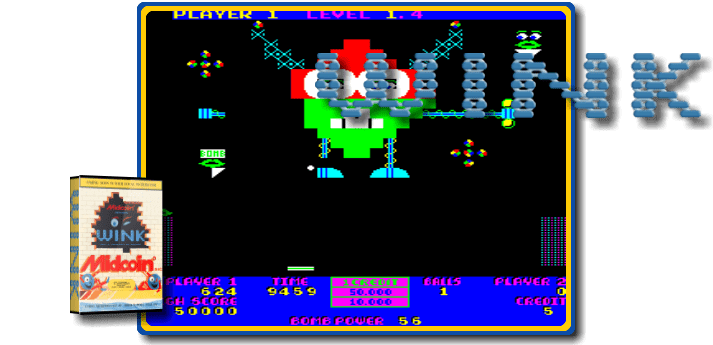 PLAYER 1 LEVEL 1.4
WINK
BOMB
Midcoin
WINK
Midcoin
PLAYER 1 TIME 1 CREDIT BALLS PLAYER 2
624 9459 50.000 1 0
GH SCORE 10.000 CREDIT
50000 5
BOMB POWER 56